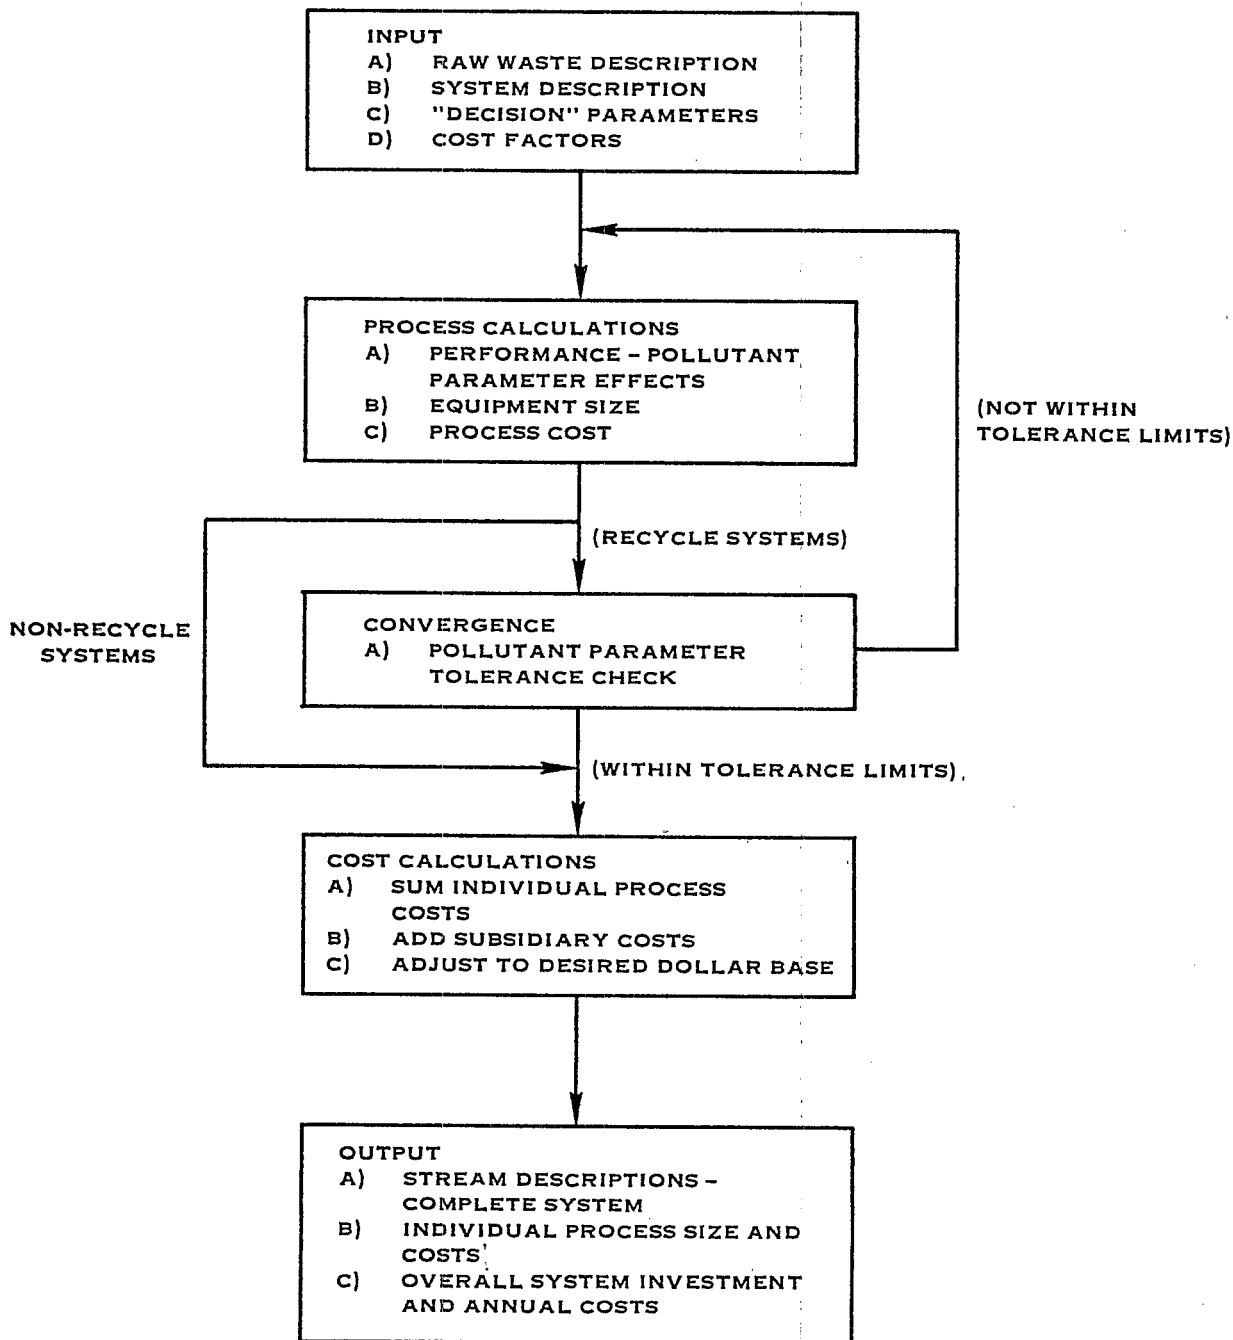 INPUT
A) RAW WASTE DESCRIPTION
B) SYSTEM DESCRIPTION
C) "DECISION" PARAMETERS
D) COST FACTORS
PROCESS CALCULATIONS
A) PERFORMANCE – POLLUTANT
PARAMETER EFFECTS
B) EQUIPMENT SIZE
C) PROCESS COST
(NOT WITHIN
TOLERANCE LIMITS)
(RECYCLE SYSTEMS)
NON-RECYCLE
SYSTEMS
CONVERGENCE
A) POLLUTANT PARAMETER
TOLERANCE CHECK
(WITHIN TOLERANCE LIMITS)
COST CALCULATIONS
A) SUM INDIVIDUAL PROCESS
COSTS
B) ADD SUBSIDIARY COSTS
C) ADJUST TO DESIRED DOLLAR BASE
OUTPUT
A) STREAM DESCRIPTIONS –
COMPLETE SYSTEM
B) INDIVIDUAL PROCESS SIZE AND
COSTS
C) OVERALL SYSTEM INVESTMENT
AND ANNUAL COSTS